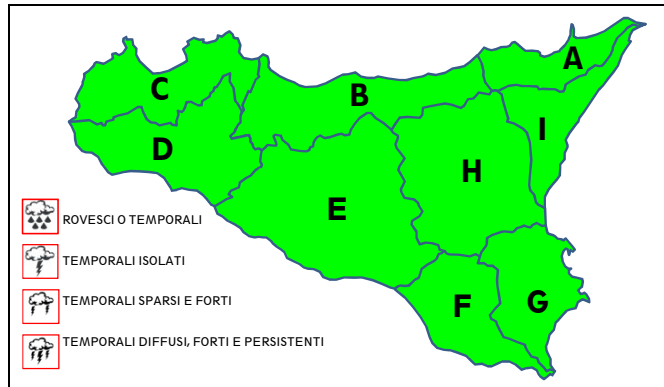 A
B
C
I
D
H
E
ROVESCI O TEMPORALI
TEMPORALI ISOLATI
TEMPORALI SPARSI E FORTI
F
G
TEMPORALI DIFFUSI, FORTI E PERSISTENTI